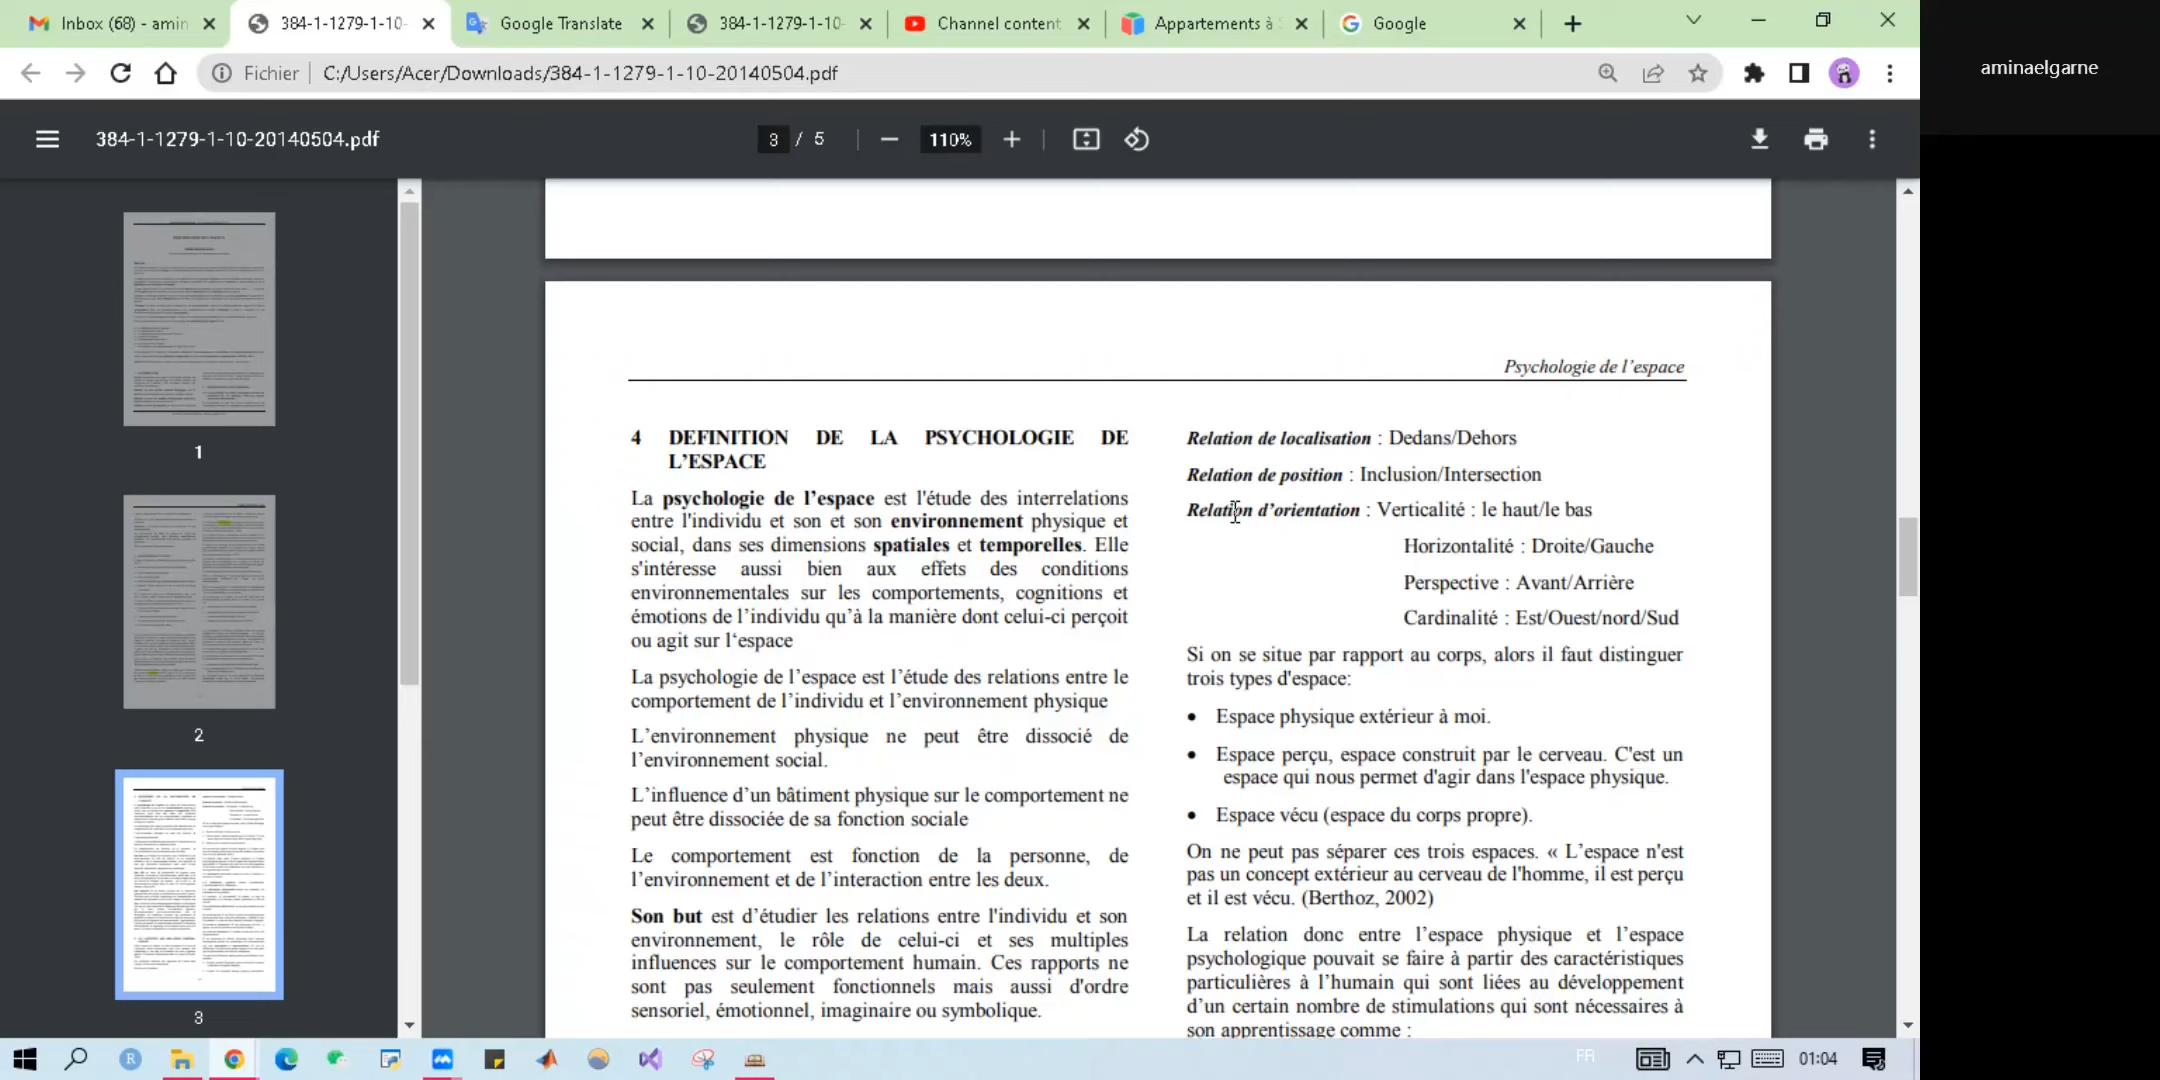 Inbox (68) - amin
384-1-1279-1-10-
Google Translate
384-1-1279-1-10-
Channel content
Appartements à
Google
aminaelgarne
Fichier
C:/Users/Acer/Downloads/384-1-1279-1-10-20140504.pdf
384-1-1279-1-10-20140504.pdf
3 / 5
110%
1
2
3
Psychologie de l’espace
4 DEFINITION DE LA PSYCHOLOGIE DE
L’ESPACE
La psychologie de l’espace est l'étude des interrelations
entre l'individu et son et son environnement physique et
social, dans ses dimensions spatiales et temporelles. Elle
s'intéresse aussi bien aux effets des conditions
environnementales sur les comportements, cognitions et
émotions de l’individu qu’à la manière dont celui-ci perçoit
ou agit sur l‘espace
La psychologie de l’espace est l’étude des relations entre le
comportement de l’individu et l’environnement physique
L’environnement physique ne peut être dissocié de
l’environnement social.
L’influence d’un bâtiment physique sur le comportement ne
peut être dissociée de sa fonction sociale
Le comportement est fonction de la personne, de
l’environnement et de l’interaction entre les deux.
Son but est d’étudier les relations entre l'individu et son
environnement, le rôle de celui-ci et ses multiples
influences sur le comportement humain. Ces rapports ne
sont pas seulement fonctionnels mais aussi d'ordre
sensoriel, émotionnel, imaginaire ou symbolique.
Relation de localisation : Dedans/Dehors
Relation de position : Inclusion/Intersection
Relation d’orientation : Verticalité : le haut/le bas
Horizontalité : Droite/Gauche
Perspective : Avant/Arrière
Cardinalité : Est/Ouest/nord/Sud
Si on se situe par rapport au corps, alors il faut distinguer
trois types d'espace:
• Espace physique extérieur à moi.
• Espace perçu, espace construit par le cerveau. C'est un
espace qui nous permet d'agir dans l'espace physique.
• Espace vécu (espace du corps propre).
On ne peut pas séparer ces trois espaces. « L’espace n'est
pas un concept extérieur au cerveau de l'homme, il est perçu
et il est vécu. (Berthoz, 2002)
La relation donc entre l’espace physique et l’espace
psychologique pouvait se faire à partir des caractéristiques
particulières à l’humain qui sont liées au développement
d’un certain nombre de stimulations qui sont nécessaires à
son apprentissage comme :
FR
01:04